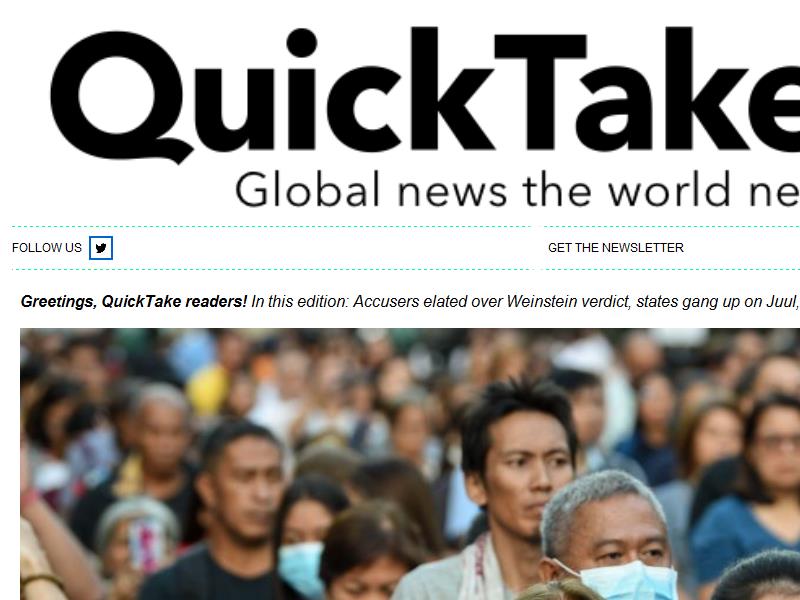 QuickTake
Global news the world ne
FOLLOW US
GET THE NEWSLETTER
Greetings, QuickTake readers! In this edition: Accusers elated over Weinstein verdict, states gang up on Juul,